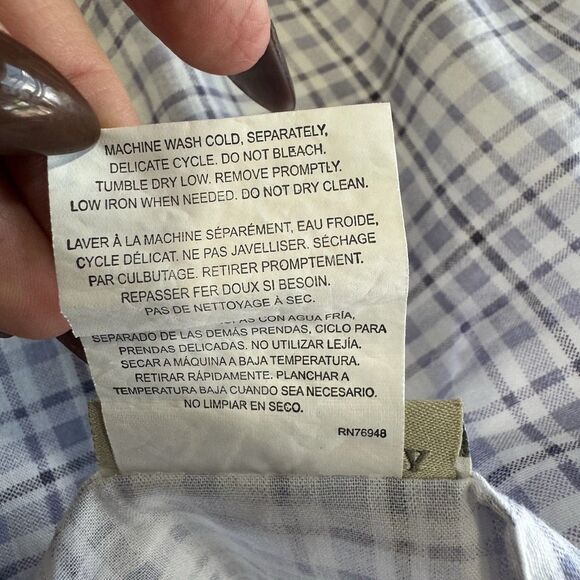 MACHINE WASH COLD, SEPARATELY,
DELICATE CYCLE. DO NOT BLEACH.
TUMBLE DRY LOW. REMOVE PROMPTLY.
LOW IRON WHEN NEEDED. DO NOT DRY CLEAN.
LAVER À LA MACHINE SÉPARÉMENT, EAU FROIDE,
CYCLE DÉLICAT. NE PAS JAVELLISER. SÉCHAGE
PAR CULBUTAGE. RETIRER PROMPTEMENT.
REPASSER FER DOUX SI BESOIN.
PAS DE NETTOYAGE À SEC.
CON AGUA FRÍA,
SEPARADO DE LAS DEMÁS PRENDAS, CICLO PARA
PRENDAS DELICADAS. NO UTILIZAR LEJÍA.
SECAR A MÁQUINA A BAJA TEMPERATURA.
RETIRAR RÁPIDAMENTE. PLANCHAR A
TEMPERATURA BAJA CUANDO SEA NECESARIO.
NO LIMPIAR EN SECO.
RN76948
Y